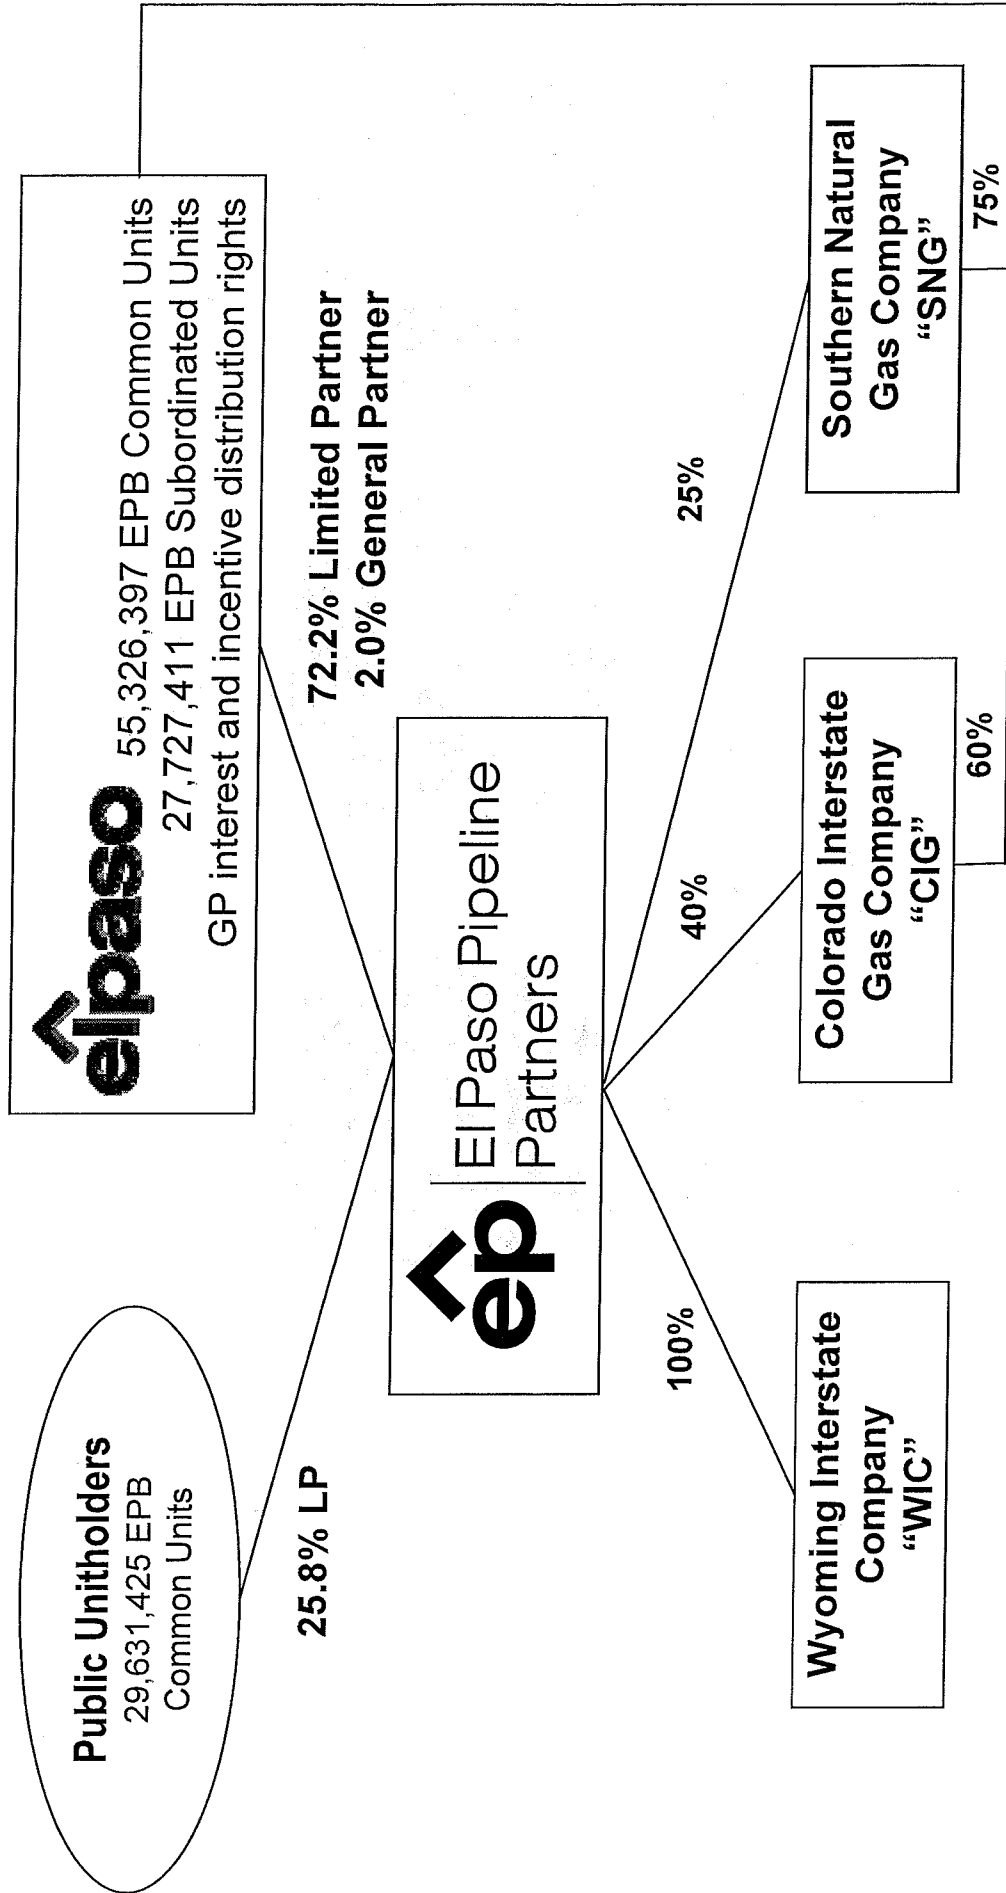 Public Unitholders
29,631,425 EPB
Common Units
elpaso
55,326,397 EPB Common Units
27,727,411 EPB Subordinated Units
GP interest and incentive distribution rights
25.8% LP
72.2% Limited Partner
2.0% General Partner
ep
El Paso Pipeline
Partners
100%
40%
25%
Wyoming Interstate
Company
“WIC”
Colorado Interstate
Gas Company
“CIG”
Southern Natural
Gas Company
“SNG”
60%
75%